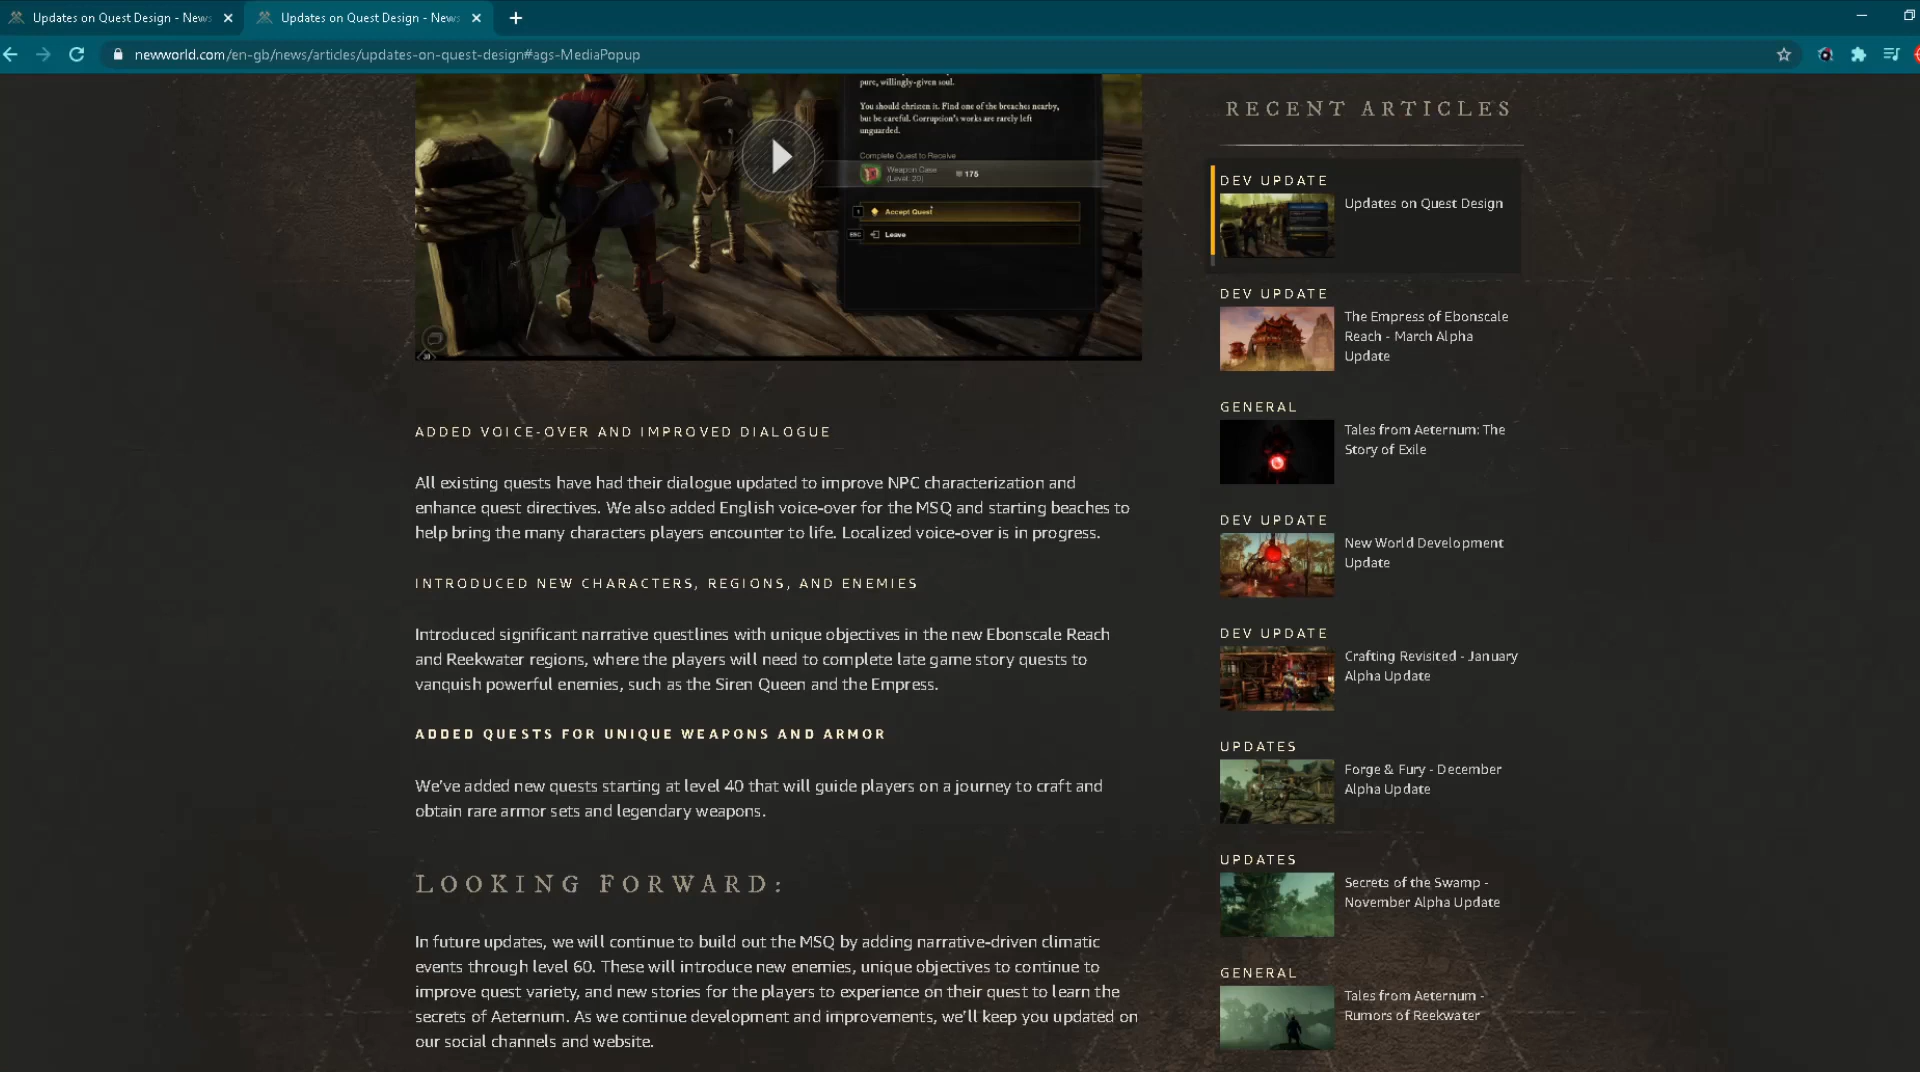 Updates on Quest Design - News
Updates on Quest Design - News
newworld.com/en-gb/news/articles/updates-on-quest-design#ags-MediaPopup
pure, willingly-given soul.
You should christen it. Find one of the breaches nearby,
but be careful. Corruption's works are rarely left
unguarded.
Complete Quest to Receive
Weapon Case
(Level: 20)
175
1
Accept Quest
ESC
Leave
ADDED VOICE-OVER AND IMPROVED DIALOGUE
All existing quests have had their dialogue updated to improve NPC characterization and
enhance quest directives. We also added English voice-over for the MSQ and starting beaches to
help bring the many characters players encounter to life. Localized voice-over is in progress.
INTRODUCED NEW CHARACTERS, REGIONS, AND ENEMIES
Introduced significant narrative questlines with unique objectives in the new Ebonscale Reach
and Reekwater regions, where the players will need to complete late game story quests to
vanquish powerful enemies, such as the Siren Queen and the Empress.
ADDED QUESTS FOR UNIQUE WEAPONS AND ARMOR
We've added new quests starting at level 40 that will guide players on a journey to craft and
obtain rare armor sets and legendary weapons.
LOOKING FORWARD:
In future updates, we will continue to build out the MSQ by adding narrative-driven climatic
events through level 60. These will introduce new enemies, unique objectives to continue to
improve quest variety, and new stories for the players to experience on their quest to learn the
secrets of Aeternum. As we continue development and improvements, we'll keep you updated on
our social channels and website.
RECENT ARTICLES
DEV UPDATE
Updates on Quest Design
DEV UPDATE
The Empress of Ebonscale
Reach - March Alpha
Update
GENERAL
Tales from Aeternum: The
Story of Exile
DEV UPDATE
New World Development
Update
DEV UPDATE
Crafting Revisited - January
Alpha Update
UPDATES
Forge & Fury - December
Alpha Update
UPDATES
Secrets of the Swamp -
November Alpha Update
GENERAL
Tales from Aeternum -
Rumors of Reekwater